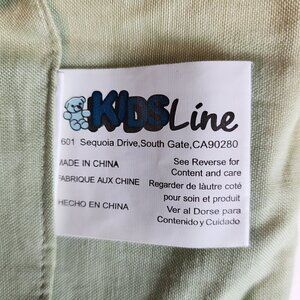 KIDSLine
601 Sequoia Drive,South Gate,CA90280
MADE IN CHINA
FABRIQUE AUX CHINE
HECHO EN CHINA
See Reverse for
Content and care
Regarder de làutre coté
pour soin et produit
Ver al Dorse para
Contenido y Cuidado